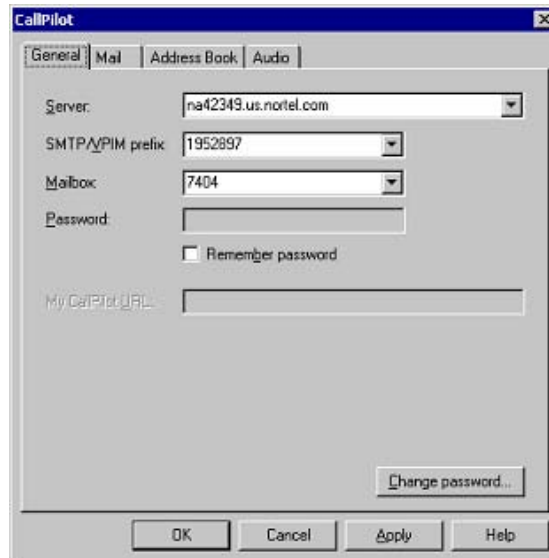 CallPilot
General Mail Address Book Audio
Server: na42349.us.nortel.com
SMTP/VPIM prefix: 1952897
Mailbox: 7404
Password:
Remember password
My CallPilot URL:
Change password...
OK Cancel Apply Help